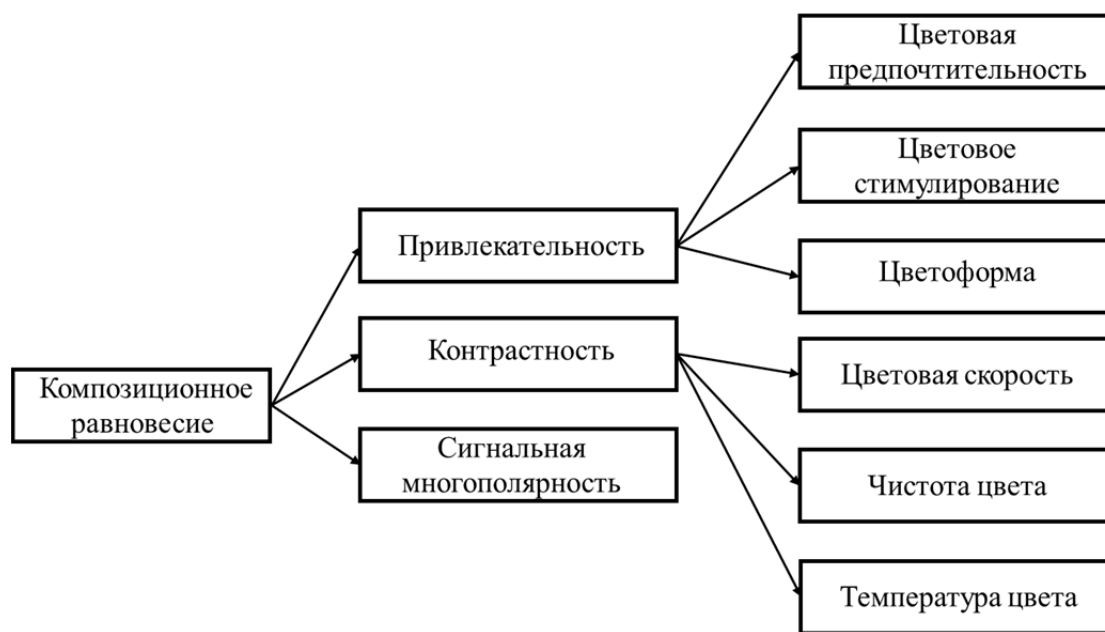 Композиционное
равновесие
Привлекательность
Контрастность
Сигнальная
многополярность
Цветовая
предпочтительность
Цветовое
стимулирование
Цветоформа
Цветовая скорость
Чистота цвета
Температура цвета